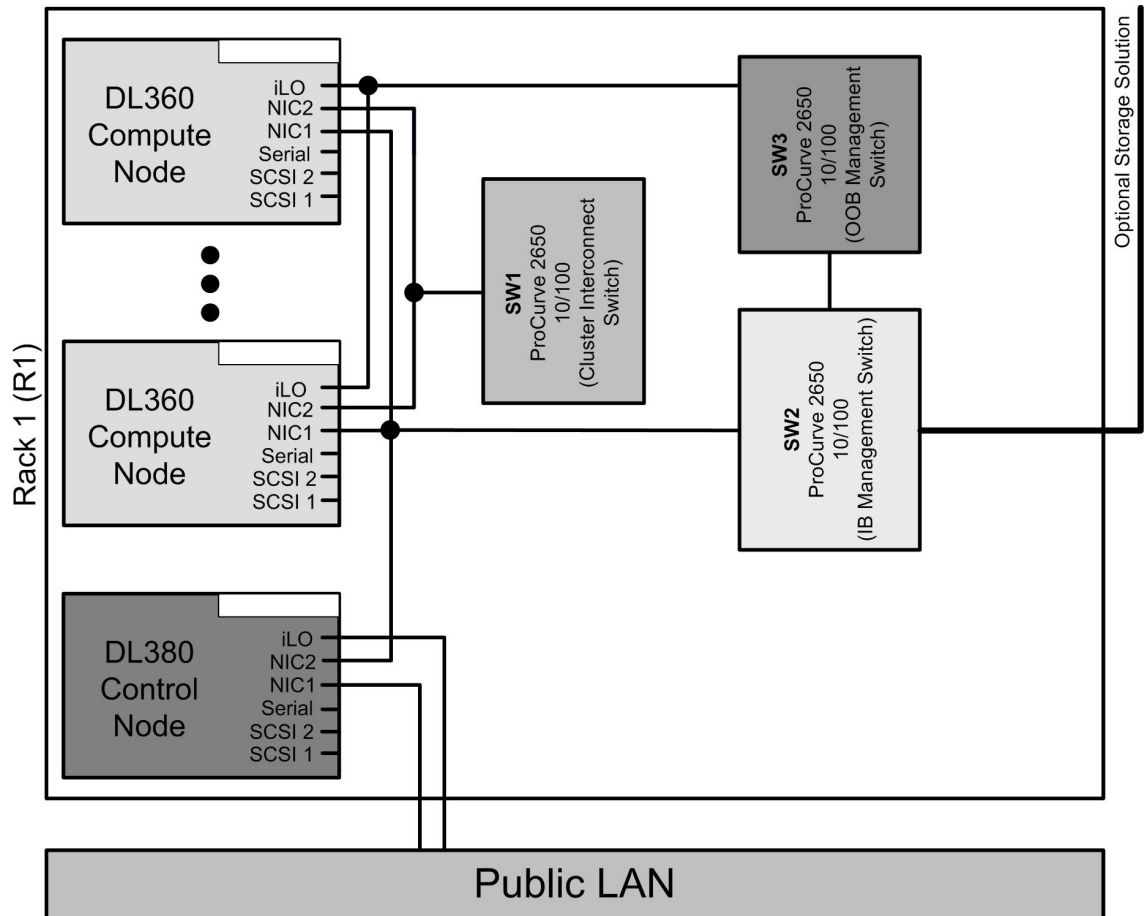 Rack 1 (R1)
DL360
Compute
Node
iLO
NIC2
NIC1
Serial
SCSI 2
SCSI 1
DL360
Compute
Node
iLO
NIC2
NIC1
Serial
SCSI 2
SCSI 1
DL380
Control
Node
iLO
NIC2
NIC1
Serial
SCSI 2
SCSI 1
SW1
ProCurve 2650
10/100
(Cluster Interconnect
Switch)
SW3
ProCurve 2650
10/100
(OOB Management
Switch)
SW2
ProCurve 2650
10/100
(IB Management Switch)
Optional Storage Solution
Public LAN